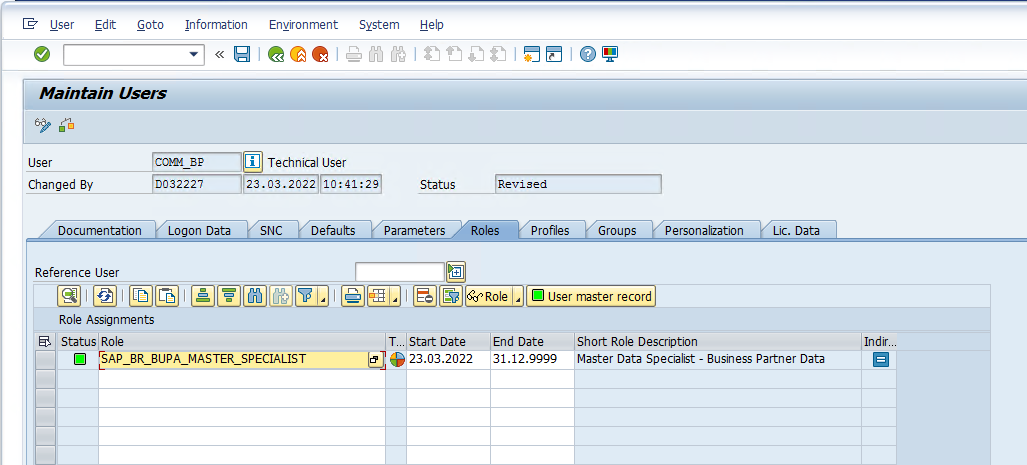 User Edit Goto Information Environment System Help
«
Maintain Users
User COMM_BP Technical User
Changed By D032227 23.03.2022 10:41:29 Status Revised
Documentation Logon Data SNC Defaults Parameters Roles Profiles Groups Personalization Lic. Data
Reference User
Role User master record
Role Assignments
Status Role T... Start Date End Date Short Role Description Indir...
SAP_BR_BUPA_MASTER_SPECIALIST 23.03.2022 31.12.9999 Master Data Specialist - Business Partner Data